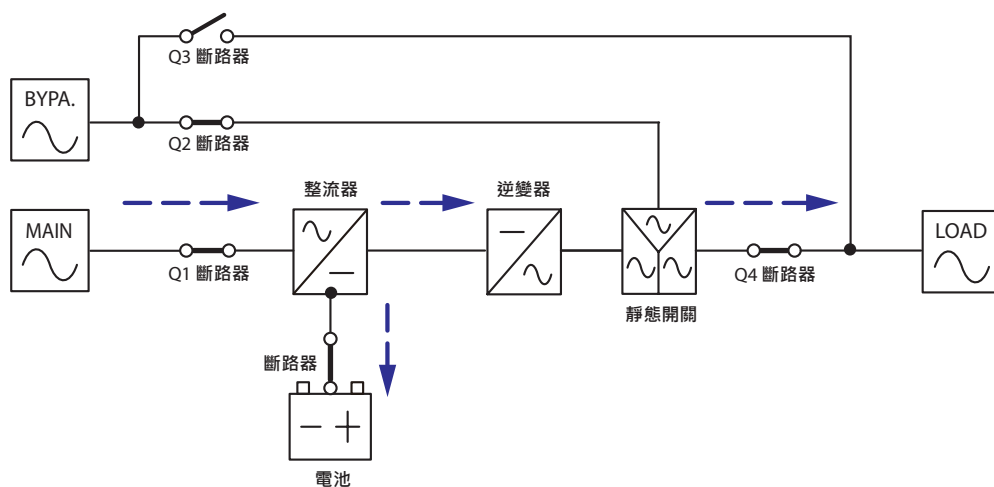 Q3 斷路器
BYPA.
Q2 斷路器
整流器
逆變器
MAIN
LOAD
Q1 斷路器
Q4 斷路器
靜態開關
斷路器
電池